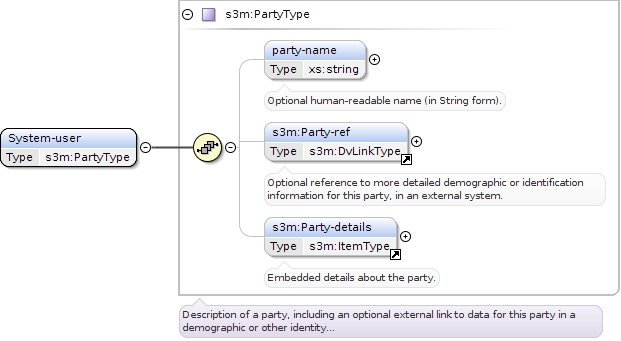 s3m:PartyType
party-name
Type xs:string
Optional human-readable name (in String form).
System-user
Type s3m:PartyType
s3m:Party-ref
Type s3m:DvLinkType
Optional reference to more detailed demographic or identification
information for this party, in an external system.
s3m:Party-details
Type s3m:ItemType
Embedded details about the party.
Description of a party, including an optional external link to data for this party in a
demographic or other identity...